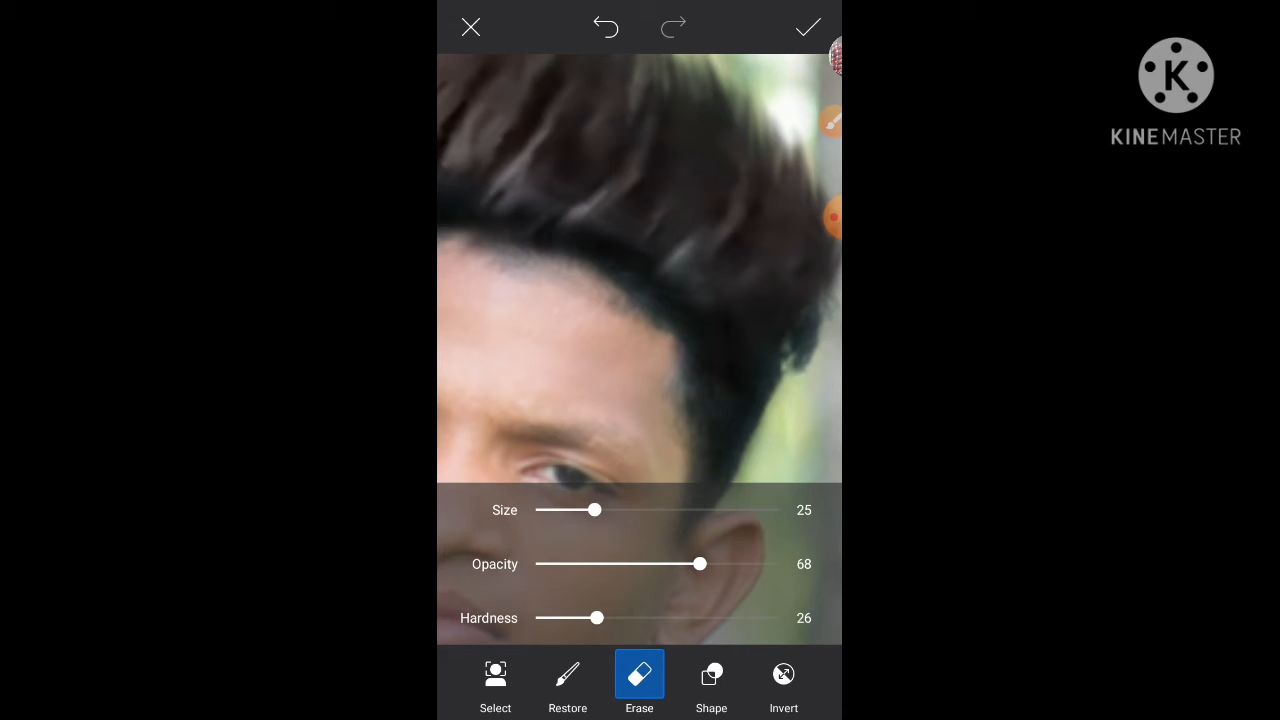 KINEMASTER
Size 25
Opacity 68
Hardness 26
Select Restore Erase Shape Invert